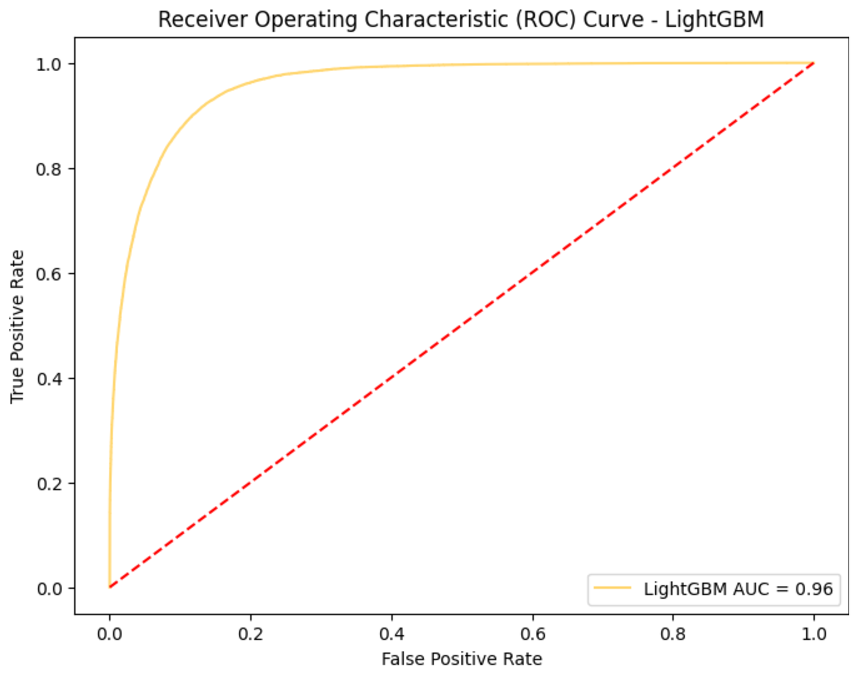 Receiver Operating Characteristic (ROC) Curve - LightGBM
True Positive Rate
1.0
0.8
0.6
0.4
0.2
0.0
LightGBM AUC = 0.96
0.0 0.2 0.4 0.6 0.8 1.0
False Positive Rate